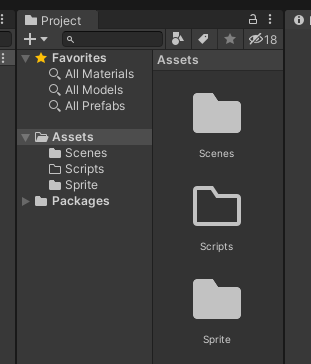 Project
18
Favorites
All Materials
All Models
All Prefabs
Assets
Scenes
Scripts
Sprite
Packages
Assets
Scenes
Scripts
Sprite